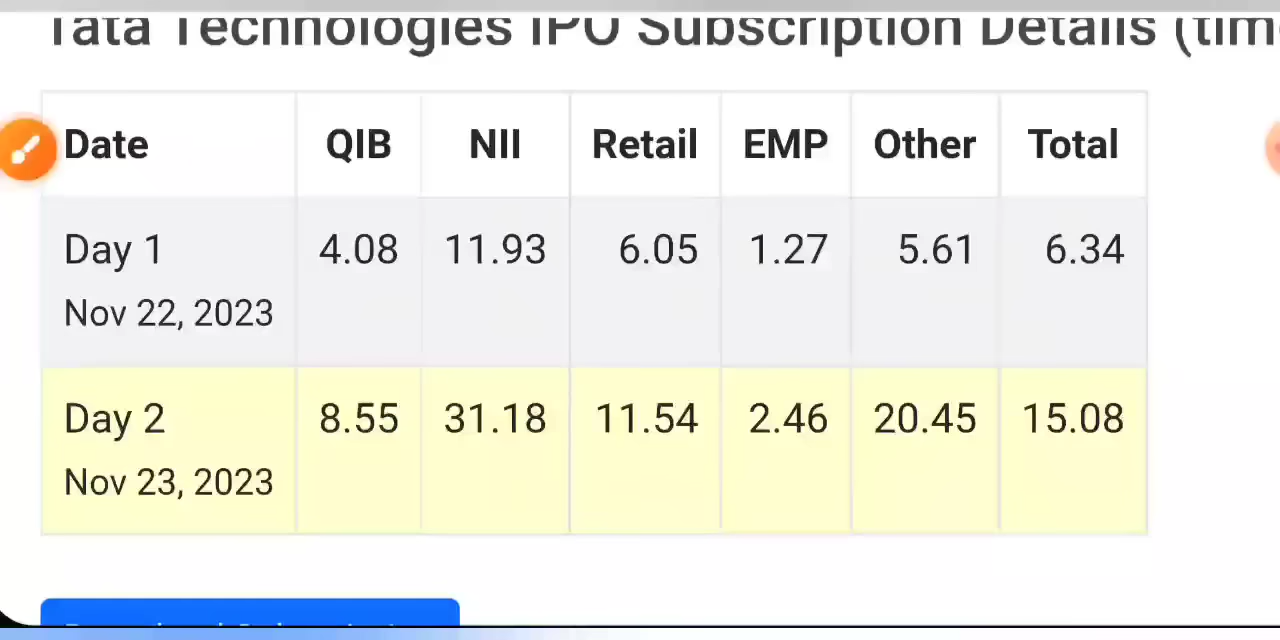 Tata Technologies IPO Subscription Details (tim
Date QIB NII Retail EMP Other Total
Day 1 4.08 11.93 6.05 1.27 5.61 6.34
Nov 22, 2023
Day 2 8.55 31.18 11.54 2.46 20.45 15.08
Nov 23, 2023